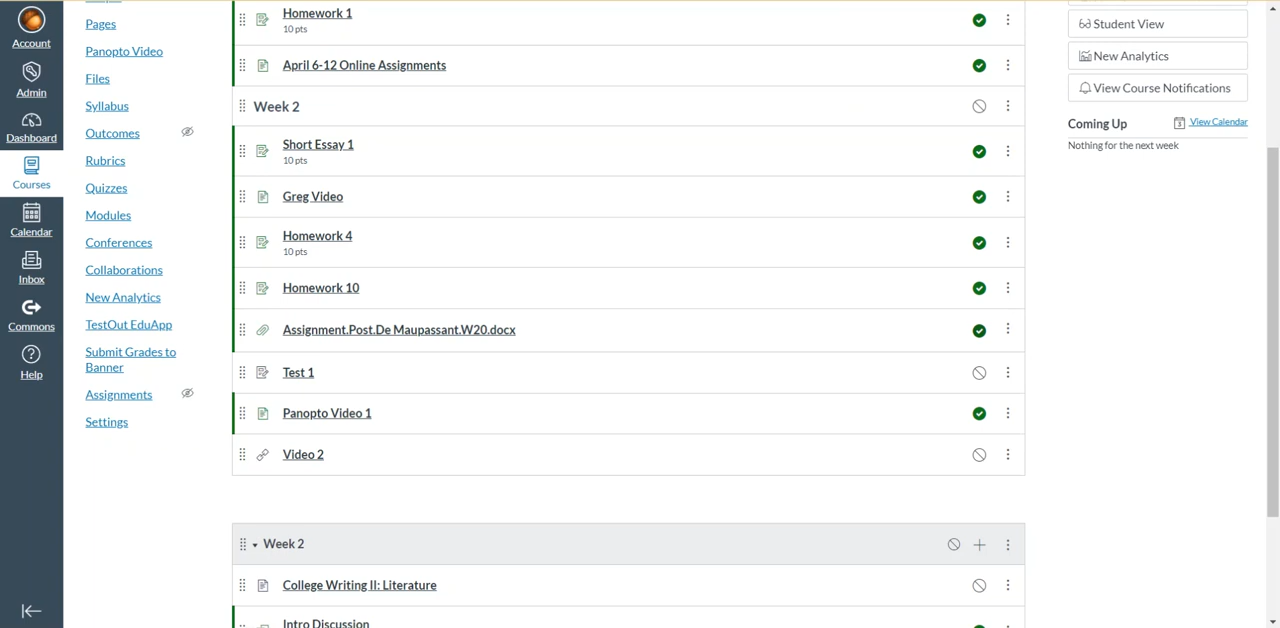 Account
Admin
Dashboard
Courses
Calendar
Inbox
Commons
Help
Pages
Panopto Video
Files
Syllabus
Outcomes
Rubrics
Quizzes
Modules
Conferences
Collaborations
New Analytics
TestOut EduApp
Submit Grades to
Banner
Assignments
Settings
Homework 1
10 pts
April 6-12 Online Assignments
Week 2
Short Essay 1
10 pts
Greg Video
Homework 4
10 pts
Homework 10
Assignment.Post.De Maupassant.W20.docx
Test 1
Panopto Video 1
Video 2
Week 2
College Writing II: Literature
Intro Discussion
Student View
New Analytics
View Course Notifications
Coming Up
View Calendar
Nothing for the next week